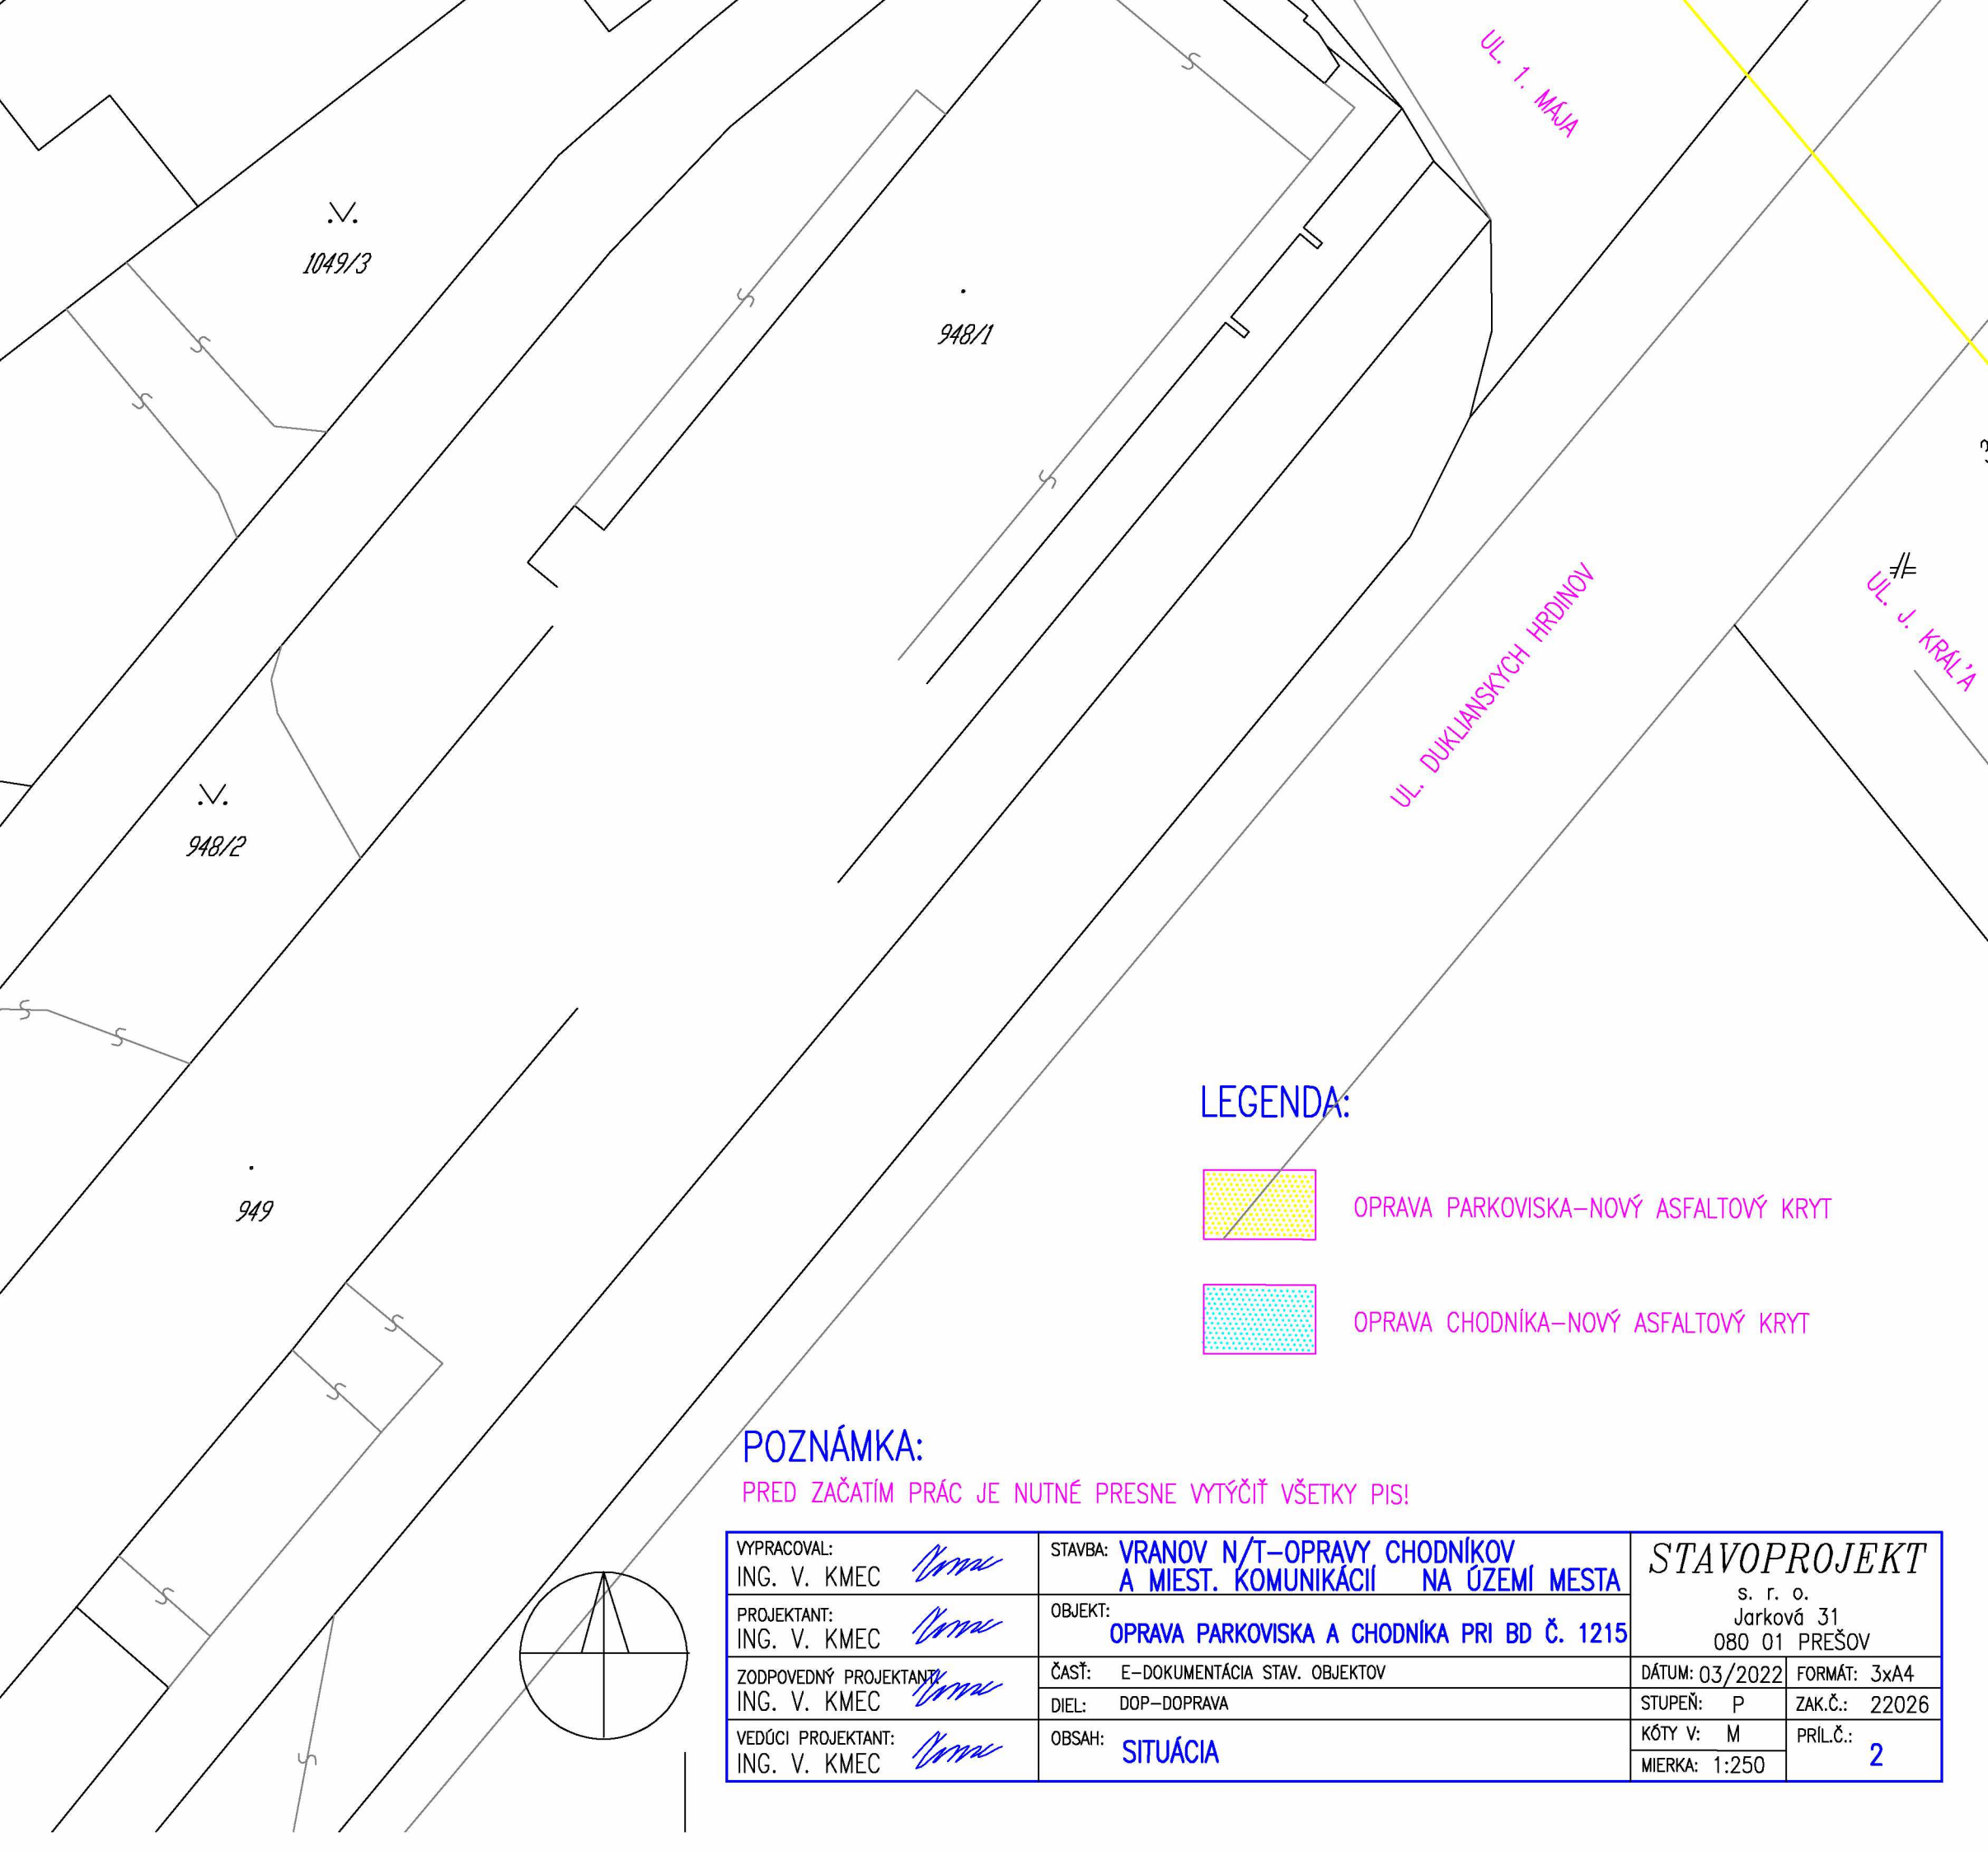 UL. 1. MÁJA
1049/3
948/1
UL. DUKLIANSKYCH HRDINOV
UL. J. KRÁĽA
948/2
949
LEGENDA:
OPRAVA PARKOVISKA-NOVÝ ASFALTOVÝ KRYT
OPRAVA CHODNÍKA-NOVÝ ASFALTOVÝ KRYT
POZNÁMKA:
PRED ZAČATÍM PRÁC JE NUTNÉ PRESNE VYTÝČIŤ VŠETKY PIS!
VYPRACOVAL:
ING. V. KMEC
PROJEKTANT:
ING. V. KMEC
ZODPOVEDNÝ PROJEKTANT:
ING. V. KMEC
VEDÚCI PROJEKTANT:
ING. V. KMEC
STAVBA: VRANOV N/T-OPRAVY CHODNÍKOV
A MIEST. KOMUNIKÁCIÍ NA ÚZEMÍ MESTA
OBJEKT:
OPRAVA PARKOVISKA A CHODNÍKA PRI BD Č. 1215
ČASŤ: E-DOKUMENTÁCIA STAV. OBJEKTOV
DIEL: DOP-DOPRAVA
OBSAH: SITUÁCIA
STAVOPROJEKT
s. r. o.
Jarková 31
080 01 PREŠOV
DÁTUM: 03/2022 FORMÁT: 3xA4
STUPEŇ: P ZAK.Č.: 22026
KÓTY V: M PRÍL.Č.: 2
MIERKA: 1:250